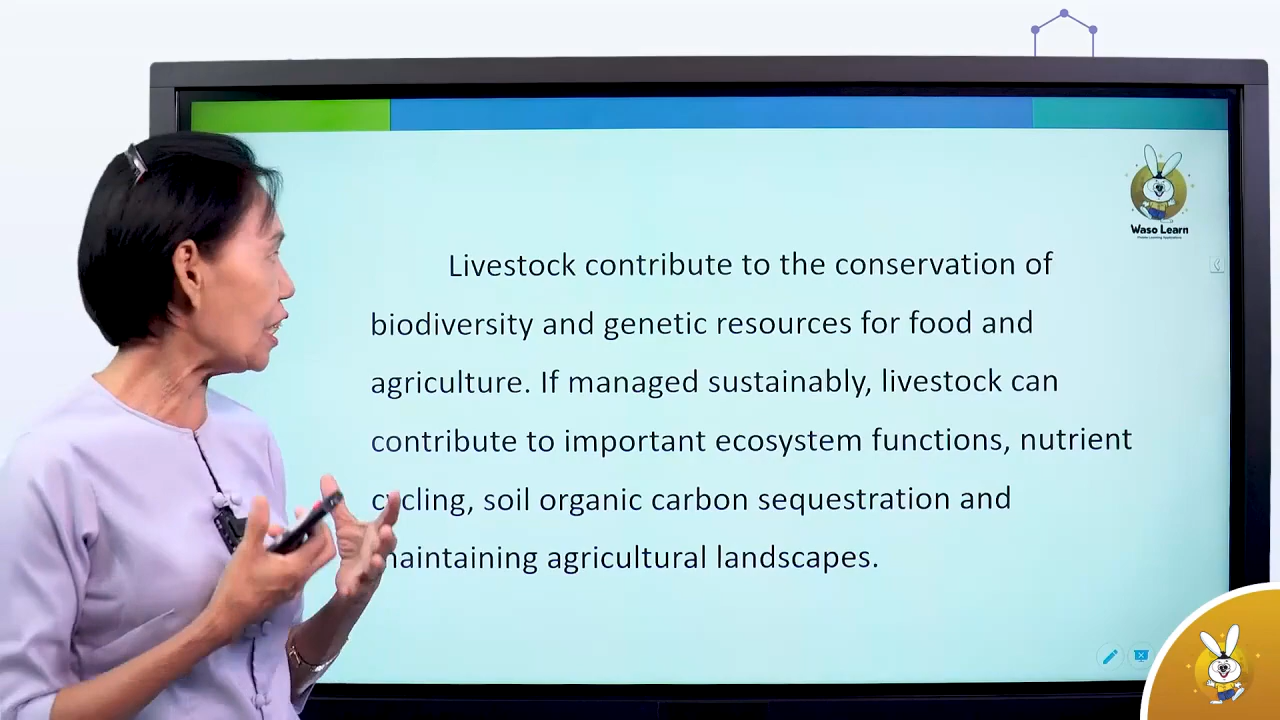 Waso Learn
Livestock contribute to the conservation of
biodiversity and genetic resources for food and
agriculture. If managed sustainably, livestock can
contribute to important ecosystem functions, nutrient
cycling, soil organic carbon sequestration and
maintaining agricultural landscapes.